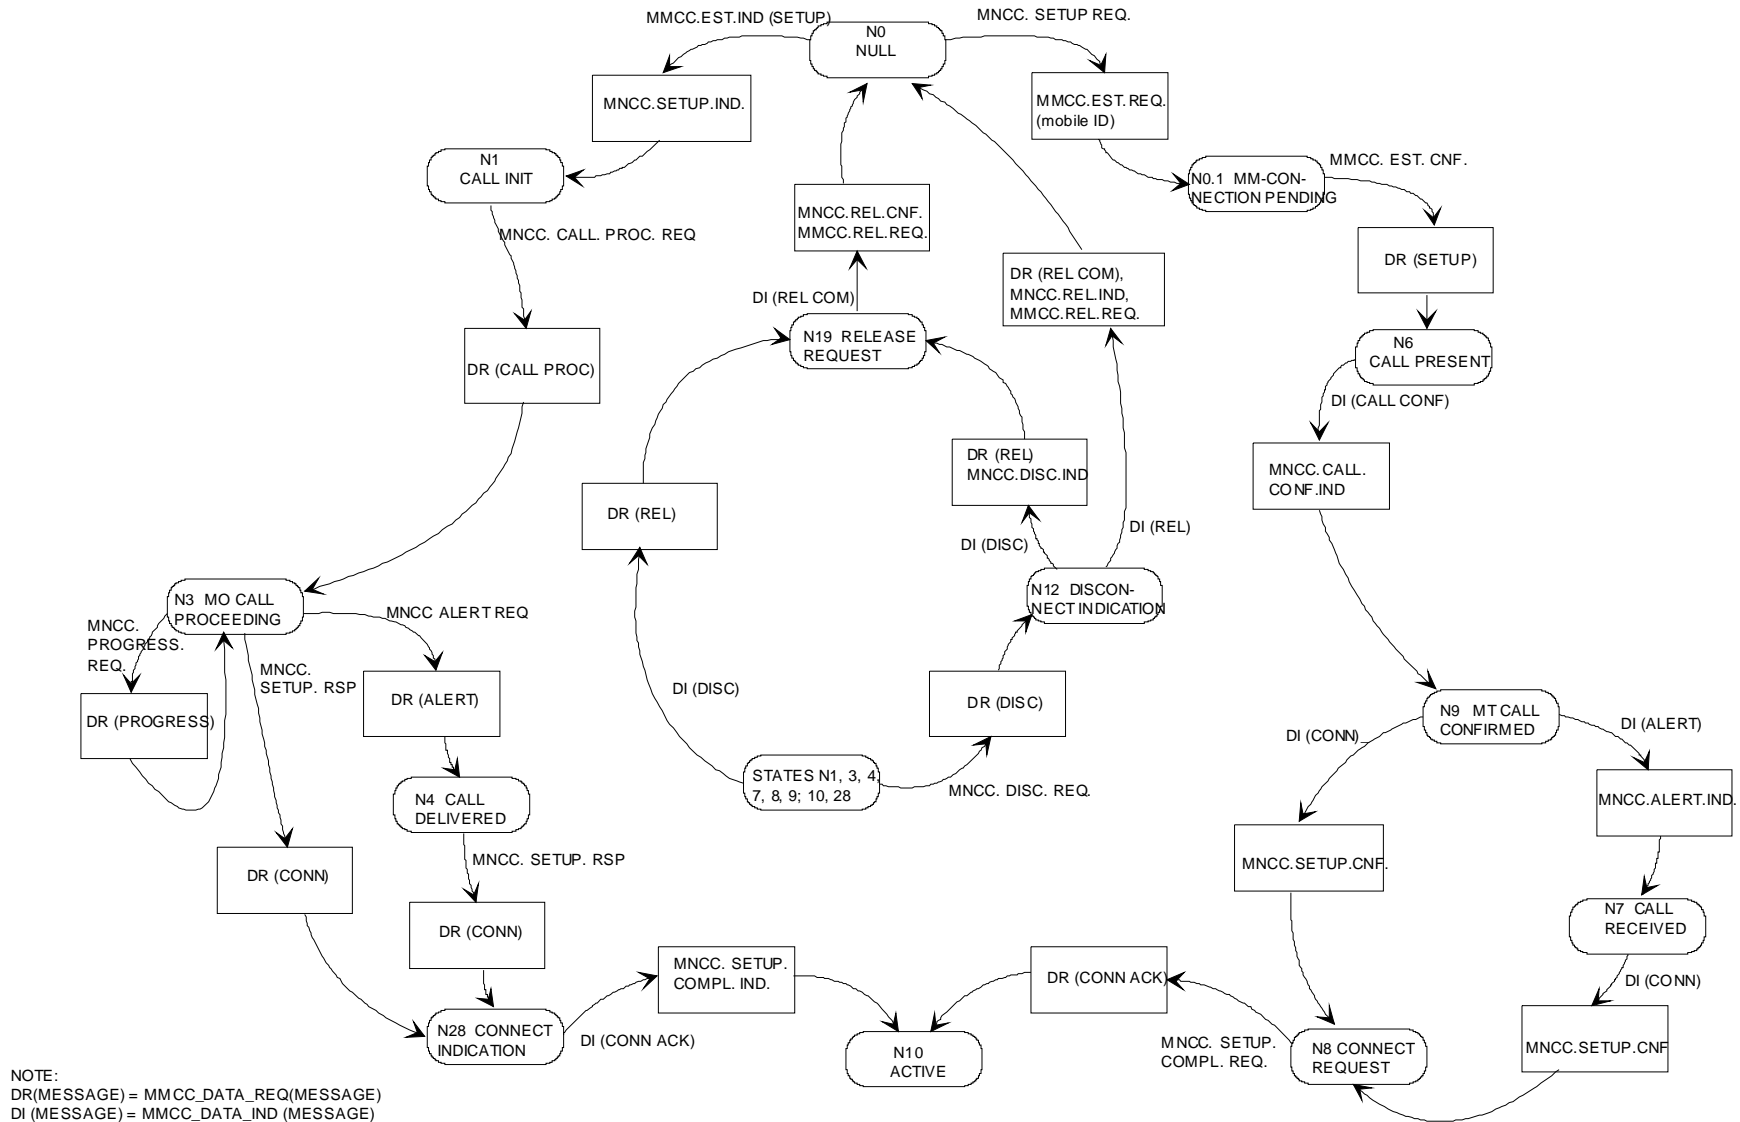 MMCC.EST.IND (SETUP)
MNCC. SETUP REQ.
N0
NULL
MNCC.SETUP.IND.
MMCC.EST.REQ.
(mobile ID)
N1
CALL INIT
MMCC. EST. CNF.
N0.1 MM-CON-
NECTION PENDING
MNCC. CALL. PROC. REQ
MNCC.REL.CNF.
MMCC.REL.REQ.
DR (SETUP)
DR (REL COM),
MNCC.REL.IND,
MMCC.REL.REQ.
DI (REL COM)
N19 RELEASE
REQUEST
N6
CALL PRESENT
DR (CALL PROC)
DI (CALL CONF)
DR (REL)
MNCC.DISC.IND
MNCC.CALL.
CONF.IND
DR (REL)
DI (REL)
DI (DISC)
N3 MO CALL
PROCEEDING
MNCC ALERT REQ
N12 DISCON-
NECT INDICATION
MNCC.
PROGRESS.
REQ.
MNCC.
SETUP. RSP
DR (PROGRESS)
DR (ALERT)
DI (DISC)
DR (DISC)
N9 MT CALL
CONFIRMED
DI (CONN)
DI (ALERT)
STATES N1, 3, 4,
7, 8, 9; 10, 28
MNCC. DISC. REQ.
MNCC.ALERT.IND.
N4 CALL
DELIVERED
MNCC. SETUP. RSP
MNCC.SETUP.CNF.
DR (CONN)
N7 CALL
RECEIVED
DR (CONN)
MNCC. SETUP.
COMPL. IND.
DR (CONN ACK)
DI (CONN)
N28 CONNECT
INDICATION
DI (CONN ACK)
N10
ACTIVE
MNCC. SETUP.
COMPL. REQ.
N8 CONNECT
REQUEST
MNCC.SETUP.CNF
NOTE:
DR(MESSAGE) = MMCC_DATA_REQ(MESSAGE)
DI (MESSAGE) = MMCC_DATA_IND (MESSAGE)